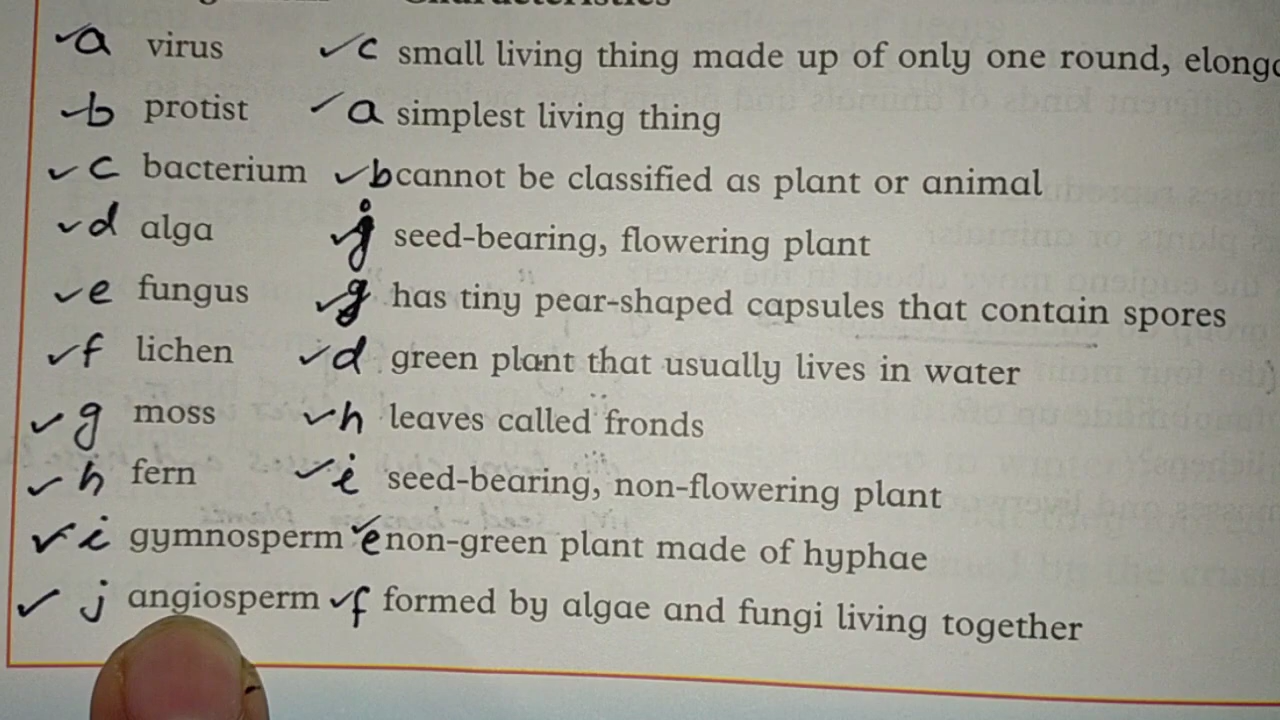 Characteristics
a virus c small living thing made up of only one round, elong
b protist a simplest living thing
c bacterium b cannot be classified as plant or animal
d alga j seed-bearing, flowering plant
e fungus g has tiny pear-shaped capsules that contain spores
f lichen d green plant that usually lives in water
g moss h leaves called fronds
h fern i seed-bearing, non-flowering plant
i gymnosperm e non-green plant made of hyphae
j angiosperm f formed by algae and fungi living together